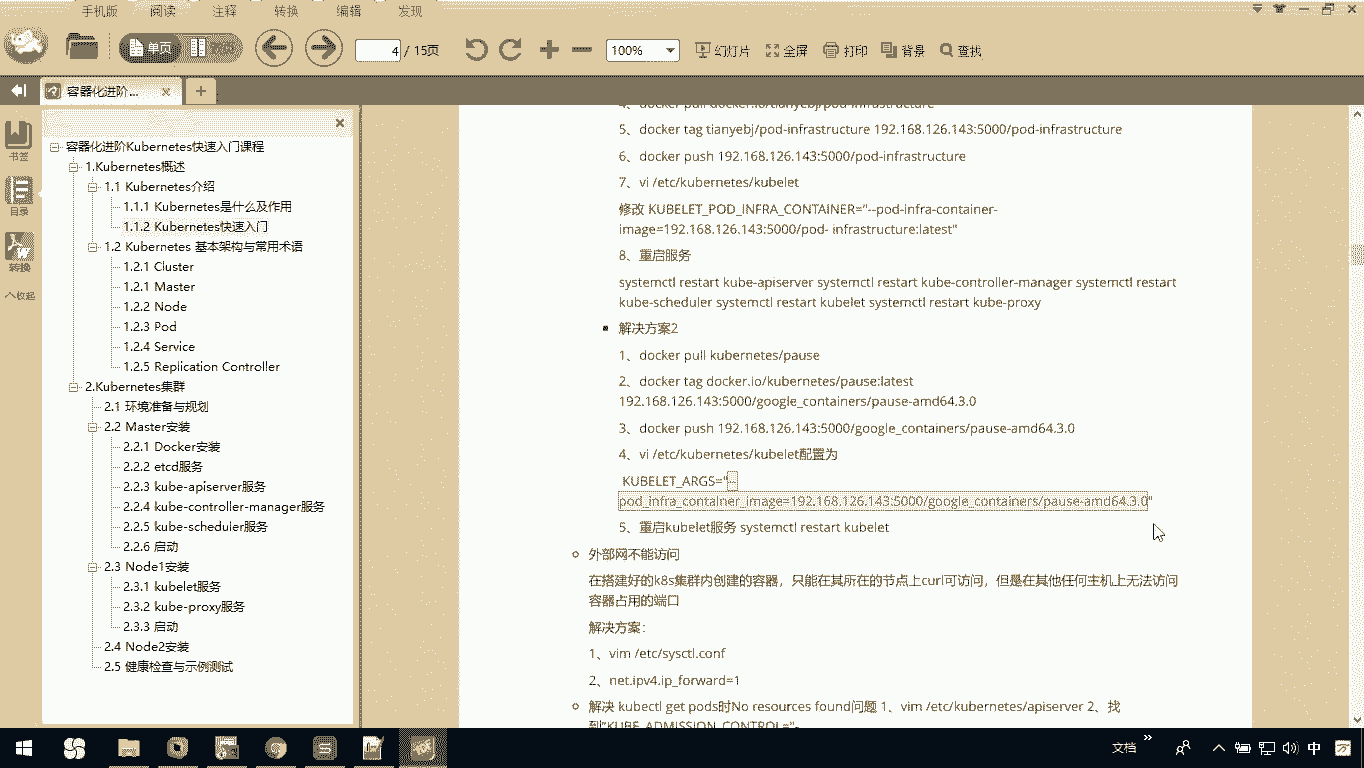 手机版 阅读 注释 转换 编辑 发现
单页 双页 4 / 15页 100% 幻灯片 全屏 打印 背景 查找
容器化进阶...
书签
目录
转换
收起
容器化进阶Kubernetes快速入门课程
1.Kubernetes概述
1.1 Kubernetes介绍
1.1.1 Kubernetes是什么及作用
1.1.2 Kubernetes快速入门
1.2 Kubernetes 基本架构与常用术语
1.2.1 Cluster
1.2.1 Master
1.2.2 Node
1.2.3 Pod
1.2.4 Service
1.2.5 Replication Controller
2.Kubernetes集群
2.1 环境准备与规划
2.2 Master安装
2.2.1 Docker安装
2.2.2 etcd服务
2.2.3 kube-apiserver服务
2.2.4 kube-controller-manager服务
2.2.5 kube-scheduler服务
2.2.6 启动
2.3 Node1安装
2.3.1 kubelet服务
2.3.2 kube-proxy服务
2.3.3 启动
2.4 Node2安装
2.5 健康检查与示例测试
4、docker pull docker.io/tianyebj/pod-infrastructure
5、docker tag tianyebj/pod-infrastructure 192.168.126.143:5000/pod-infrastructure
6、docker push 192.168.126.143:5000/pod-infrastructure
7、vi /etc/kubernetes/kubelet
修改 KUBELET_POD_INFRA_CONTAINER="--pod-infra-container-
image=192.168.126.143:5000/pod- infrastructure:latest"
8、重启服务
systemctl restart kube-apiserver systemctl restart kube-controller-manager systemctl restart
kube-scheduler systemctl restart kubelet systemctl restart kube-proxy
解决方案2
1、docker pull kubernetes/pause
2、docker tag docker.io/kubernetes/pause:latest
192.168.126.143:5000/google_containers/pause-amd64.3.0
3、docker push 192.168.126.143:5000/google_containers/pause-amd64.3.0
4、vi /etc/kubernetes/kubelet配置为
KUBELET_ARGS="--
pod_infra_container_image=192.168.126.143:5000/google_containers/pause-amd64.3.0"
5、重启kubelet服务 systemctl restart kubelet
外部网不能访问
在搭建好的k8s集群内创建的容器，只能在其所在的节点上curl可访问，但是在其他任何主机上无法访问
容器占用的端口
解决方案：
1、vim /etc/sysctl.conf
2、net.ipv4.ip_forward=1
解决 kubectl get pods时No resources found问题 1、vim /etc/kubernetes/apiserver 2、找
到"KUBE_ADMISSION_CONTROL="-
文档 中